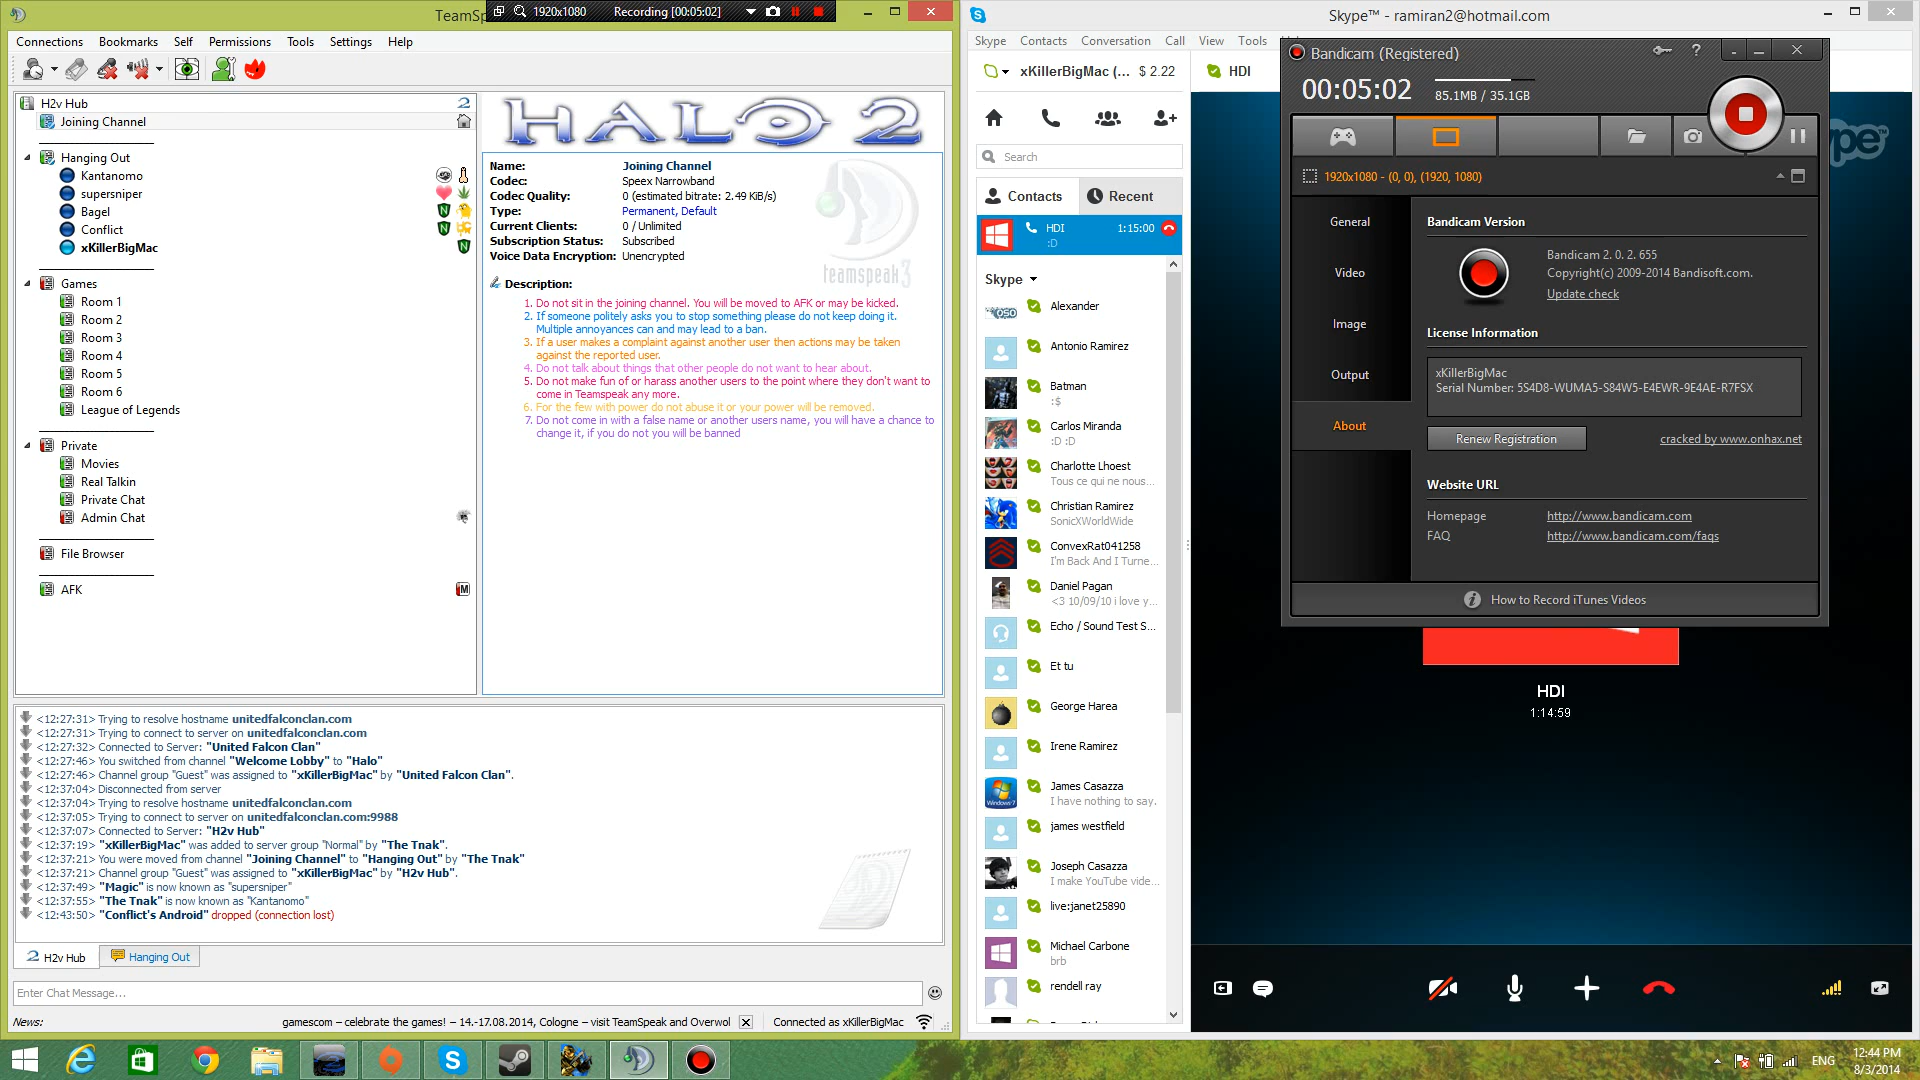 TeamSp
1920x1080 Recording [00:05:02]
Connections Bookmarks Self Permissions Tools Settings Help
H2v Hub
Joining Channel
Hanging Out
Kantanomo
supersniper
Bagel
Conflict
xKillerBigMac
Games
Room 1
Room 2
Room 3
Room 4
Room 5
Room 6
League of Legends
Private
Movies
Real Talkin
Private Chat
Admin Chat
File Browser
AFK
HALO 2
Name: Joining Channel
Codec: Speex Narrowband
Codec Quality: 0 (estimated bitrate: 2.49 KiB/s)
Type: Permanent, Default
Current Clients: 0 / Unlimited
Subscription Status: Subscribed
Voice Data Encryption: Unencrypted
teamspeak 3
Description:
1. Do not sit in the joining channel. You will be moved to AFK or may be kicked.
2. If someone politely asks you to stop something please do not keep doing it.
Multiple annoyances can and may lead to a ban.
3. If a user makes a complaint against another user then actions may be taken
against the reported user.
4. Do not talk about things that other people do not want to hear about.
5. Do not make fun of or harass another users to the point where they don't want to
come in Teamspeak any more.
6. For the few with power do not abuse it or your power will be removed.
7. Do not come in with a false name or another users name, you will have a chance to
change it, if you do not you will be banned
<12:27:31> Trying to resolve hostname unitedfalconclan.com
<12:27:31> Trying to connect to server on unitedfalconclan.com
<12:27:32> Connected to Server: "United Falcon Clan"
<12:27:46> You switched from channel "Welcome Lobby" to "Halo"
<12:27:46> Channel group "Guest" was assigned to "xKillerBigMac" by "United Falcon Clan".
<12:37:04> Disconnected from server
<12:37:04> Trying to resolve hostname unitedfalconclan.com
<12:37:05> Trying to connect to server on unitedfalconclan.com:9988
<12:37:07> Connected to Server: "H2v Hub"
<12:37:19> "xKillerBigMac" was added to server group "Normal" by "The Tnak".
<12:37:21> You were moved from channel "Joining Channel" to "Hanging Out" by "The Tnak"
<12:37:21> Channel group "Guest" was assigned to "xKillerBigMac" by "H2v Hub".
<12:37:49> "Magic" is now known as "supersniper"
<12:37:55> "The Tnak" is now known as "Kantanomo"
<12:43:50> "Conflict's Android" dropped (connection lost)
H2v Hub Hanging Out
Enter Chat Message...
News: gamescom – celebrate the games! – 14.-17.08.2014, Cologne – visit TeamSpeak and Overwol Connected as xKillerBigMac
Skype™ - ramiran2@hotmail.com
Skype Contacts Conversation Call View Tools
xKillerBigMac (... $ 2.22
Search
Contacts Recent
HDI 1:15:00
:D
Skype
Alexander
Antonio Ramirez
Batman
:$
Carlos Miranda
:D :D
Charlotte Lhoest
Tous ce qui ne nous...
Christian Ramirez
SonicXWorldWide
ConvexRat041258
I'm Back And I Turne...
Daniel Pagan
<3 10/09/10 i love y...
Echo / Sound Test S...
Et tu
George Harea
Irene Ramirez
James Casazza
I have nothing to say.
james westfield
Joseph Casazza
I make YouTube vide...
live:janet25890
Michael Carbone
brb
rendell ray
HDI
Bandicam (Registered)
00:05:02
85.1MB / 35.1GB
1920x1080 - (0, 0), (1920, 1080)
General
Video
Image
Output
About
Bandicam Version
Bandicam 2. 0. 2. 655
Copyright(c) 2009-2014 Bandisoft.com.
Update check
License Information
xKillerBigMac
Serial Number: 5S4D8-WUMA5-S84W5-E4EWR-9E4AE-R7FSX
Renew Registration cracked by www.onhax.net
Website URL
Homepage http://www.bandicam.com
FAQ http://www.bandicam.com/faqs
How to Record iTunes Videos
HDI
1:14:59
ENG
12:44 PM
8/3/2014